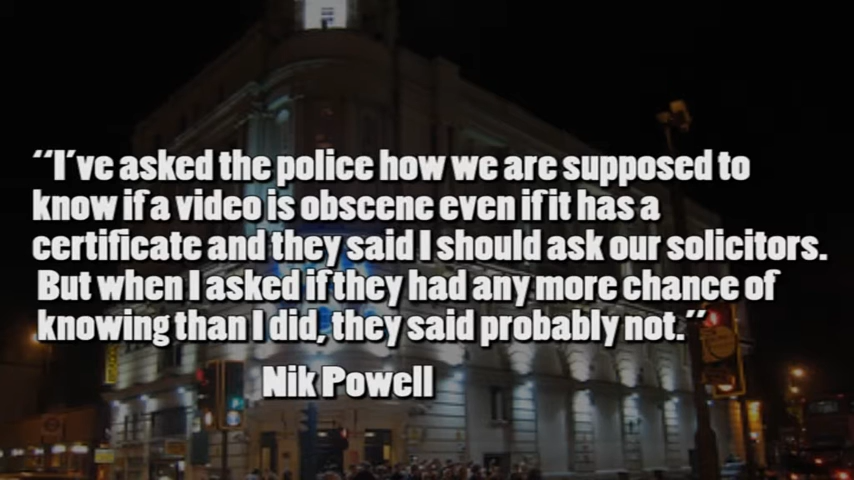 “I’ve asked the police how we are supposed to
know if a video is obscene even if it has a
certificate and they said I should ask our solicitors.
But when I asked if they had any more chance of
knowing than I did, they said probably not.”
Nik Powell